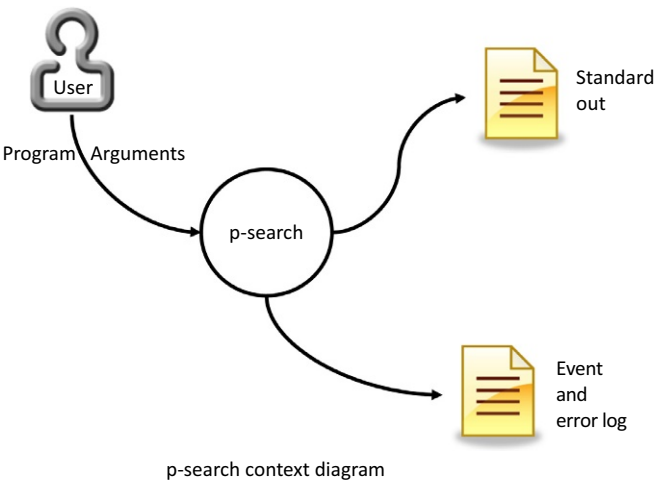 User
Program Arguments
p-search
Standard
out
Event
and
error log
p-search context diagram